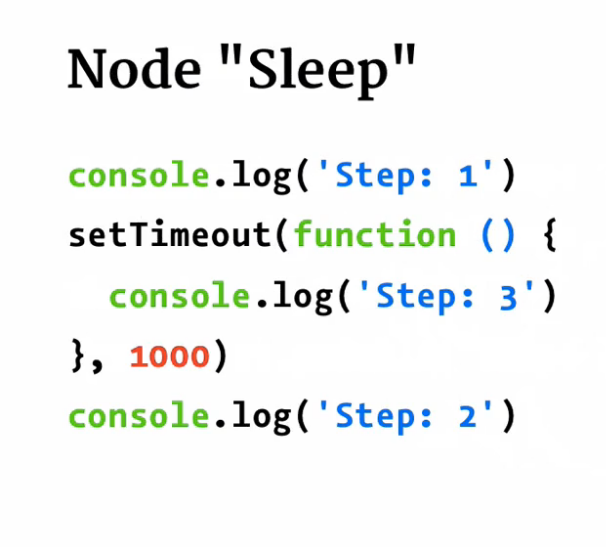 Node "Sleep"
console.log('Step: 1')
setTimeout(function () {
  console.log('Step: 3')
}, 1000)
console.log('Step: 2')